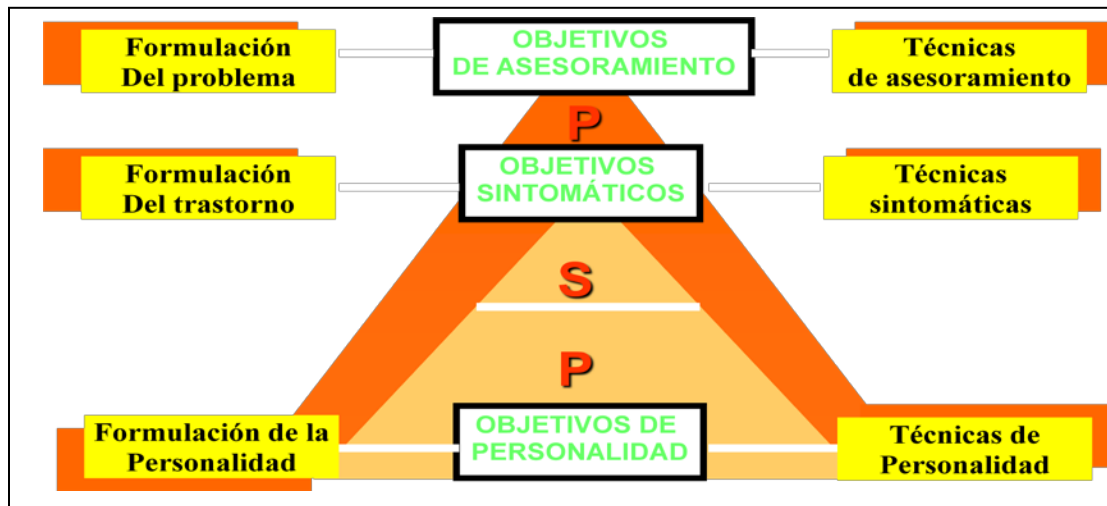 Formulación
Del problema
OBJETIVOS
DE ASESORAMIENTO
Técnicas
de asesoramiento
P
Formulación
Del trastorno
OBJETIVOS
SINTOMÁTICOS
Técnicas
sintomáticas
S
P
Formulación de la
Personalidad
OBJETIVOS DE
PERSONALIDAD
Técnicas de
Personalidad